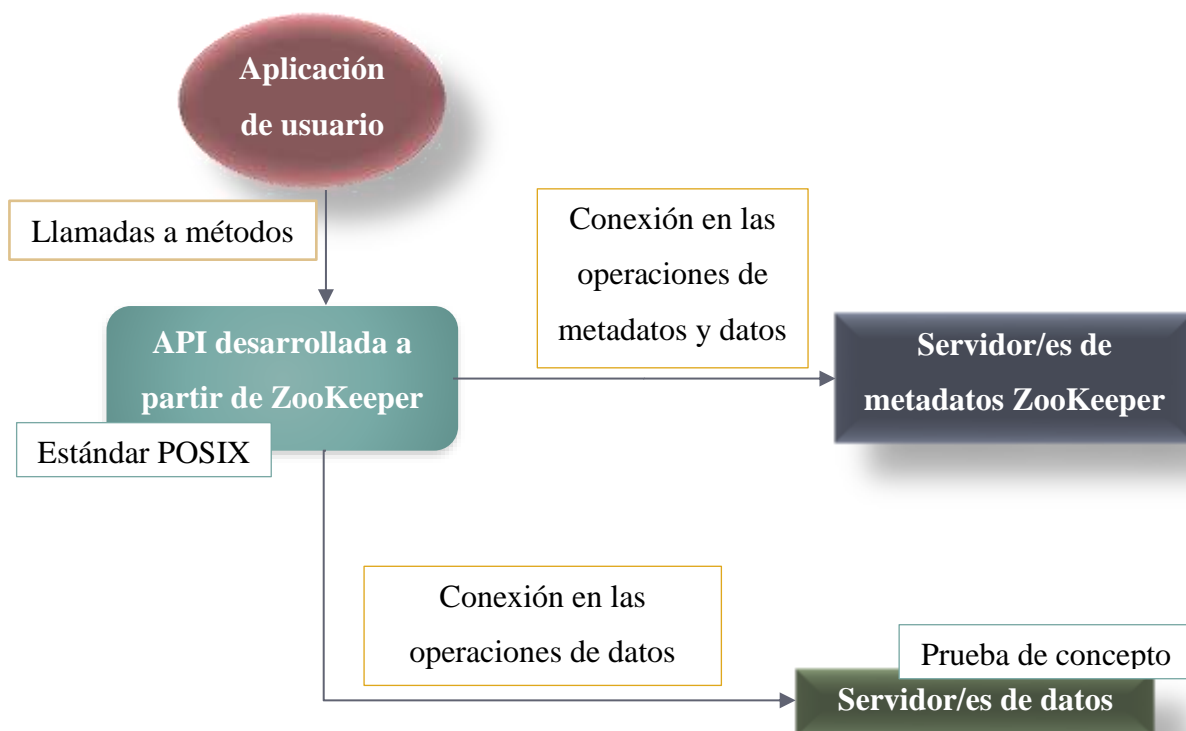 Aplicación
de usuario
Llamadas a métodos
Conexión en las
operaciones de
metadatos y datos
API desarrollada a
partir de ZooKeeper
Servidor/es de
metadatos ZooKeeper
Estándar POSIX
Conexión en las
operaciones de datos
Prueba de concepto
Servidor/es de datos